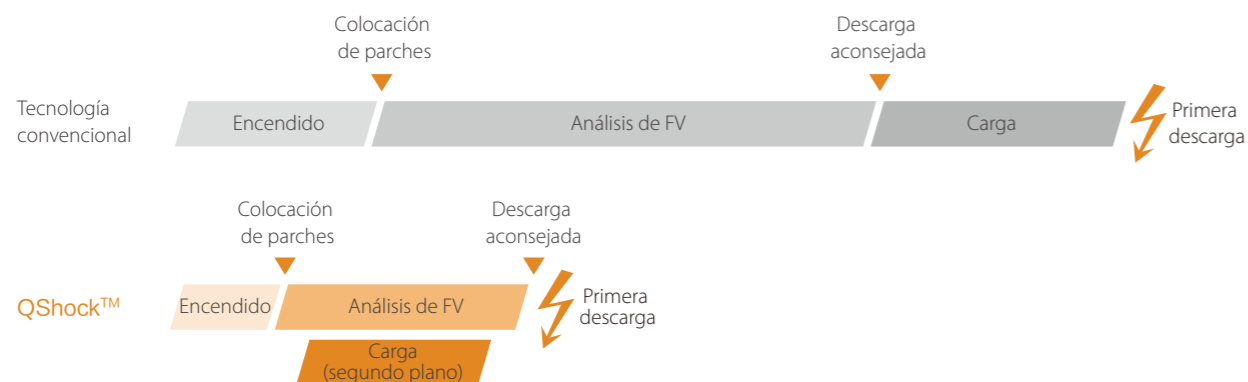 Colocación
de parches
Descarga
aconsejada
Tecnología
convencional
Encendido
Análisis de FV
Carga
Primera
descarga
Colocación
de parches
Descarga
aconsejada
QShock™
Encendido
Análisis de FV
Primera
descarga
Carga
(segundo plano)